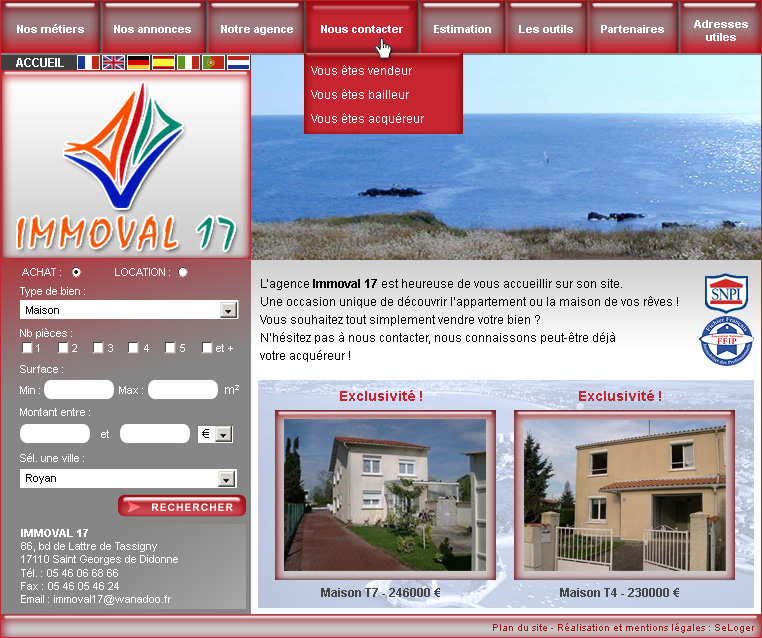 Nos métiers
Nos annonces
Notre agence
Nous contacter
Estimation
Les outils
Partenaires
Adresses
utiles
Vous êtes vendeur
Vous êtes bailleur
Vous êtes acquéreur
ACCUEIL
IMMOVAL 17
ACHAT : LOCATION :
Type de bien :
Maison
Nb pièces :
1 2 3 4 5 et +
Surface :
Min : Max : m²
Montant entre :
et €
Sél. une ville :
Royan
RECHERCHER
IMMOVAL 17
86, bd de Lattre de Tassigny
17110 Saint Georges de Didonne
Tél. : 05 46 06 68 66
Fax : 05 46 05 46 24
Email : immoval17@wanadoo.fr
L'agence Immoval 17 est heureuse de vous accueillir sur son site.
Une occasion unique de découvrir l'appartement ou la maison de vos rêves !
Vous souhaitez tout simplement vendre votre bien ?
N'hésitez pas à nous contacter, nous connaissons peut-être déjà
votre acquéreur !
SNPI
Fichier Français
FFIP
Exclusivité !
Maison T7 - 246000 €
Exclusivité !
Maison T4 - 230000 €
Plan du site - Réalisation et mentions légales : SeLoger